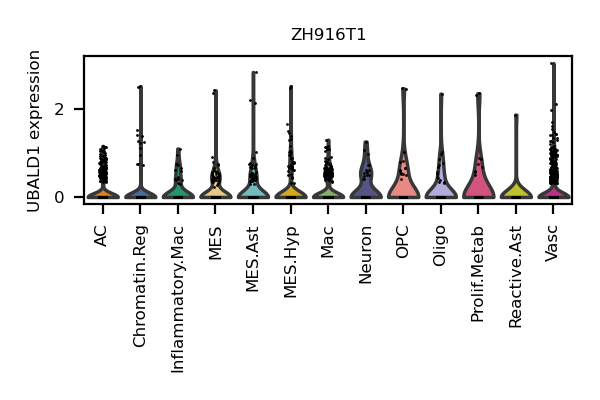 ZH916T1
UBALD1 expression
2
0
AC
Chromatin.Reg
Inflammatory.Mac
MES
MES.Ast
MES.Hyp
Mac
Neuron
OPC
Oligo
Prolif.Metab
Reactive.Ast
Vasc